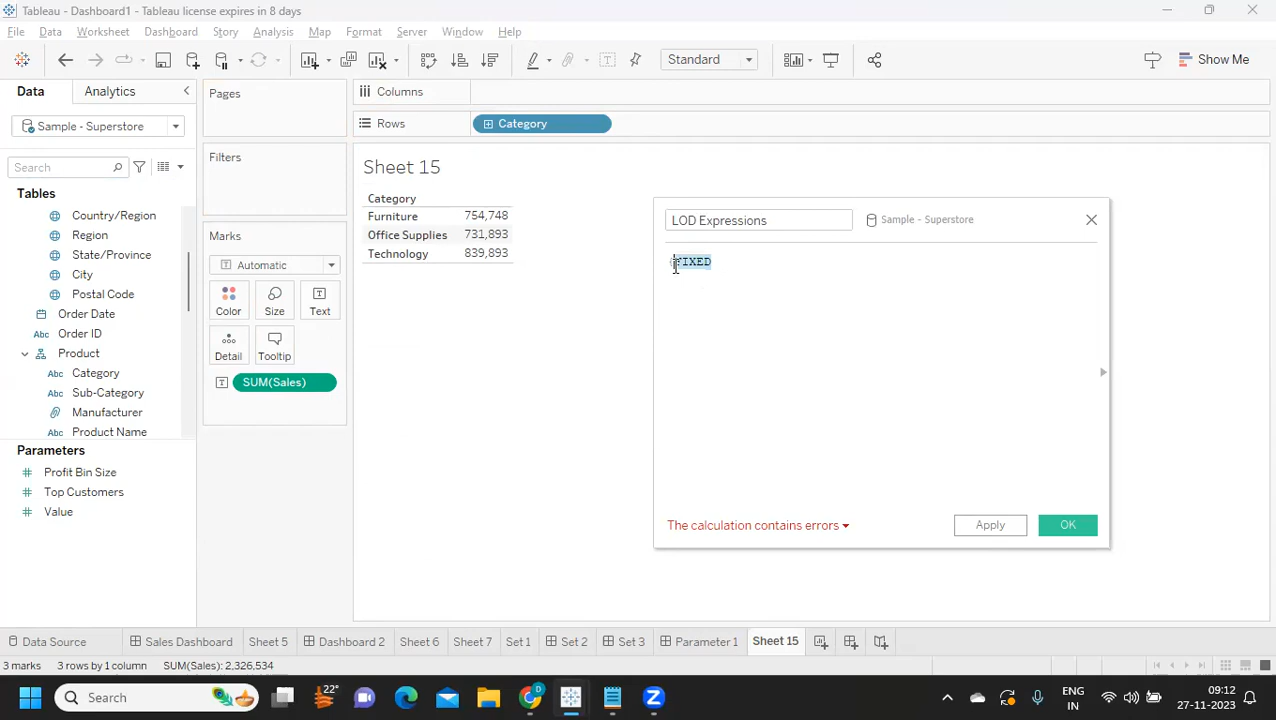 Tableau - Dashboard1 - Tableau license expires in 8 days
File Data Worksheet Dashboard Story Analysis Map Format Server Window Help
Standard
Show Me
Data Analytics
Pages
Columns
Rows
Category
Sample - Superstore
Search
Filters
Sheet 15
Tables
Country/Region
Region
State/Province
City
Postal Code
Order Date
Order ID
Product
Category
Sub-Category
Manufacturer
Product Name
Parameters
Profit Bin Size
Top Customers
Value
Marks
Automatic
Color Size Text
Detail Tooltip
SUM(Sales)
Category
Furniture 754,748
Office Supplies 731,893
Technology 839,893
LOD Expressions
Sample - Superstore
{FIXED
The calculation contains errors
Apply
OK
Data Source Sales Dashboard Sheet 5 Dashboard 2 Sheet 6 Sheet 7 Set 1 Set 2 Set 3 Parameter 1 Sheet 15
3 marks 3 rows by 1 column SUM(Sales): 2,326,534
Search
22°
ENG
IN
09:12
27-11-2023